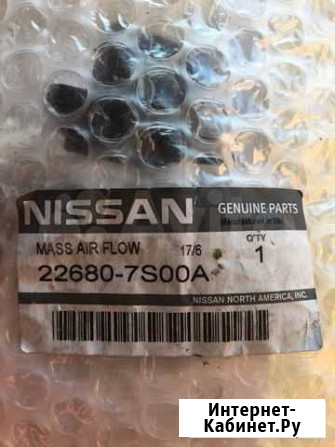 NISSAN GENUINE PARTS
MASS AIR FLOW 17/6 Q'TY
22680-7S00A 1
NISSAN NORTH AMERICA, INC.
Интернет-
Кабинет.Ру